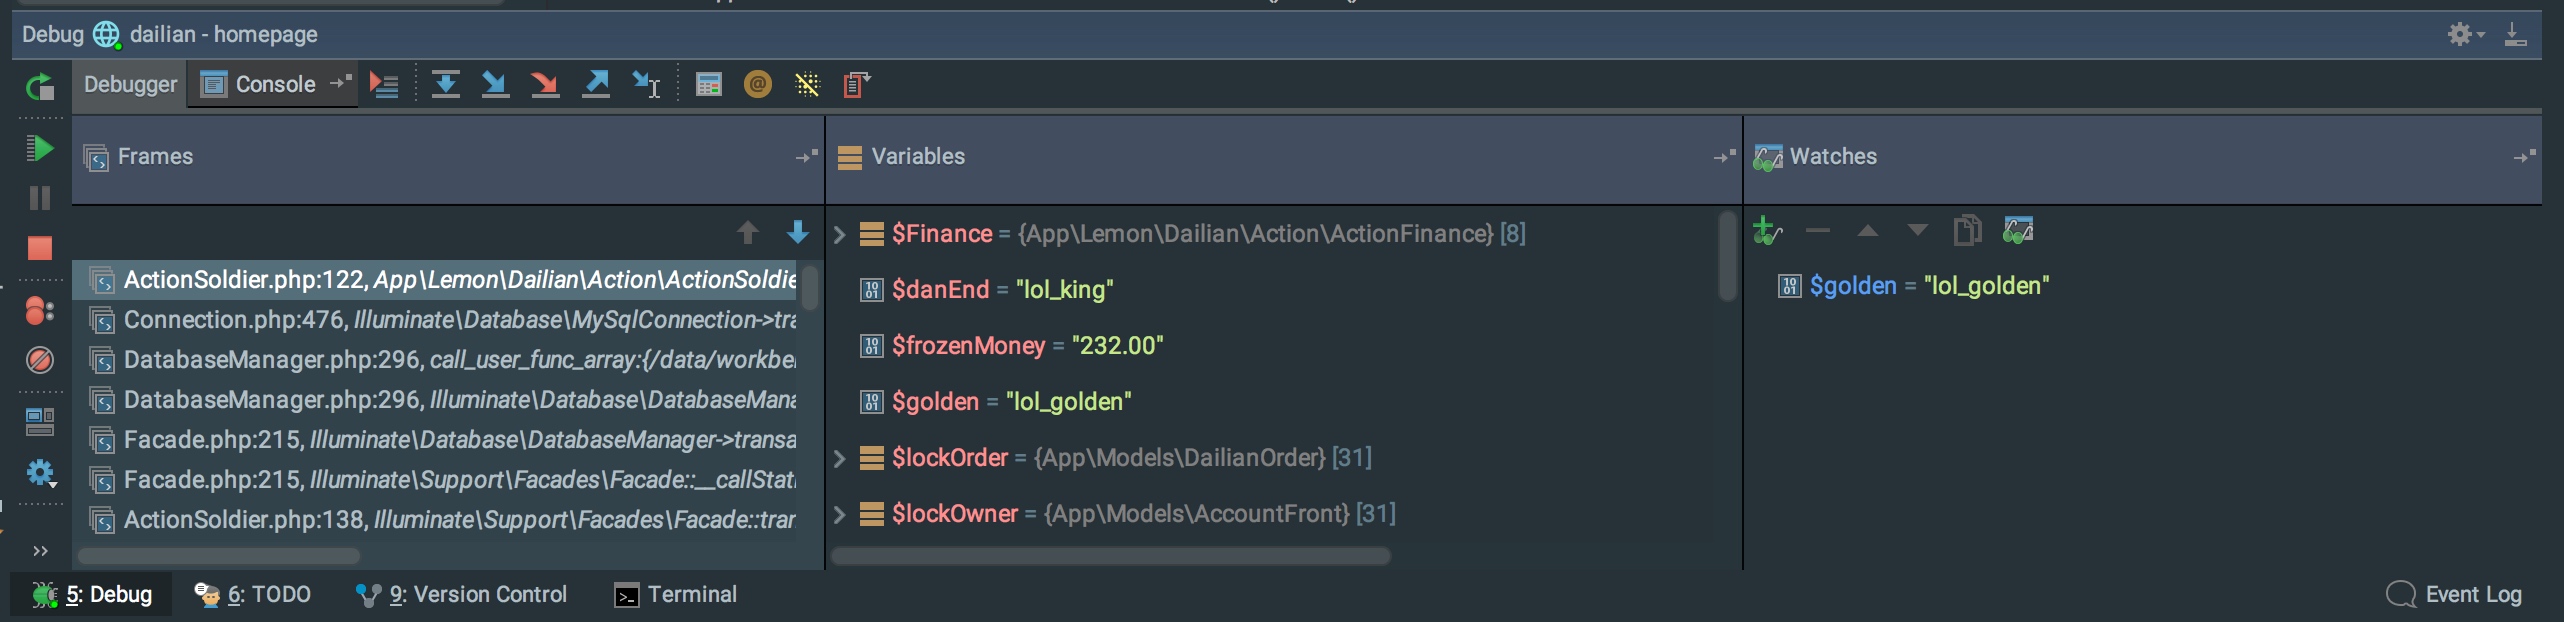 Debug dailian - homepage
Debugger Console
Frames
Variables
Watches
ActionSoldier.php:122, App\Lemon\Dailian\Action\ActionSoldie
Connection.php:476, Illuminate\Database\MySqlConnection->tra
DatabaseManager.php:296, call_user_func_array:{/data/workbe
DatabaseManager.php:296, Illuminate\Database\DatabaseMana
Facade.php:215, Illuminate\Database\DatabaseManager->transa
Facade.php:215, Illuminate\Support\Facades\Facade::__callStat
ActionSoldier.php:138, Illuminate\Support\Facades\Facade::tran
$Finance = {App\Lemon\Dailian\Action\ActionFinance} [8]
$danEnd = "lol_king"
$frozenMoney = "232.00"
$golden = "lol_golden"
$lockOrder = {App\Models\DailianOrder} [31]
$lockOwner = {App\Models\AccountFront} [31]
$golden = "lol_golden"
5: Debug 6: TODO 9: Version Control Terminal Event Log